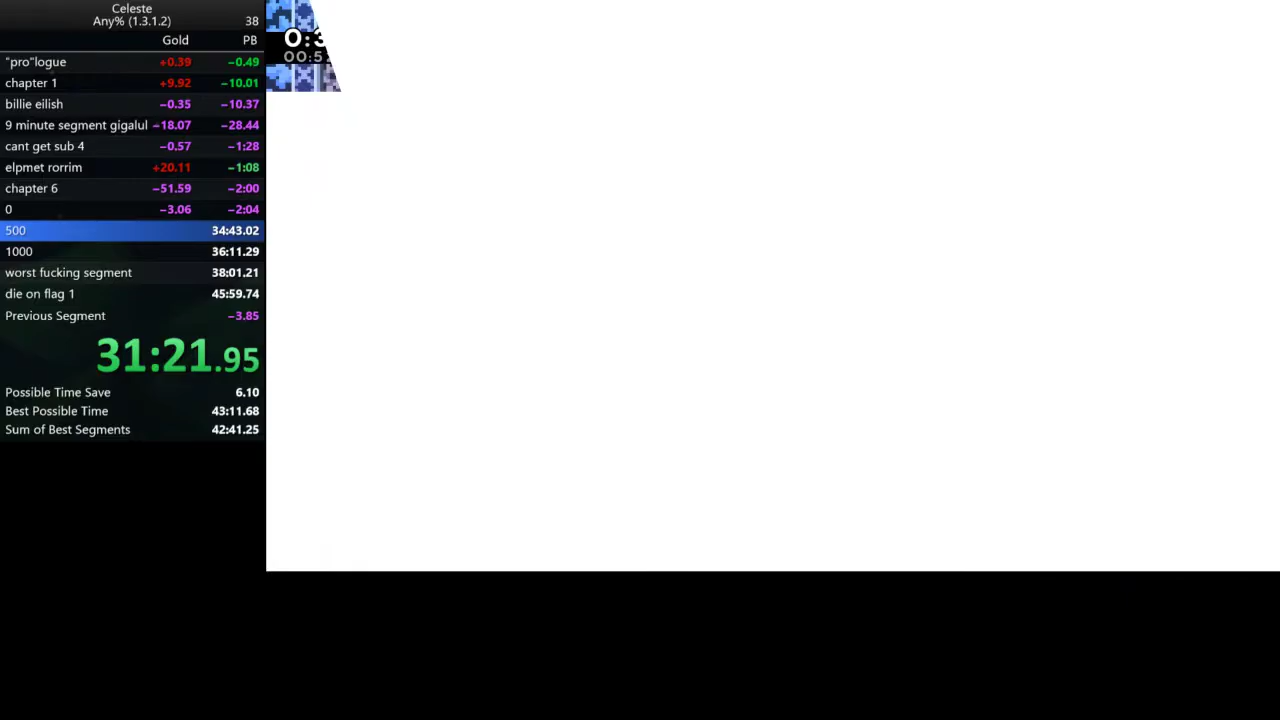 Celeste
Any% (1.3.1.2) 38
Gold PB
"pro"logue +0.39 −0.49
chapter 1 +9.92 −10.01
billie eilish −0.35 −10.37
9 minute segment gigalul −18.07 −28.44
cant get sub 4 −0.57 −1:28
elpmet rorrim +20.11 −1:08
chapter 6 −51.59 −2:00
0 −3.06 −2:04
500 34:43.02
1000 36:11.29
worst fucking segment 38:01.21
die on flag 1 45:59.74
Previous Segment −3.85
31:21.95
Possible Time Save 6.10
Best Possible Time 43:11.68
Sum of Best Segments 42:41.25
0:3
00:5